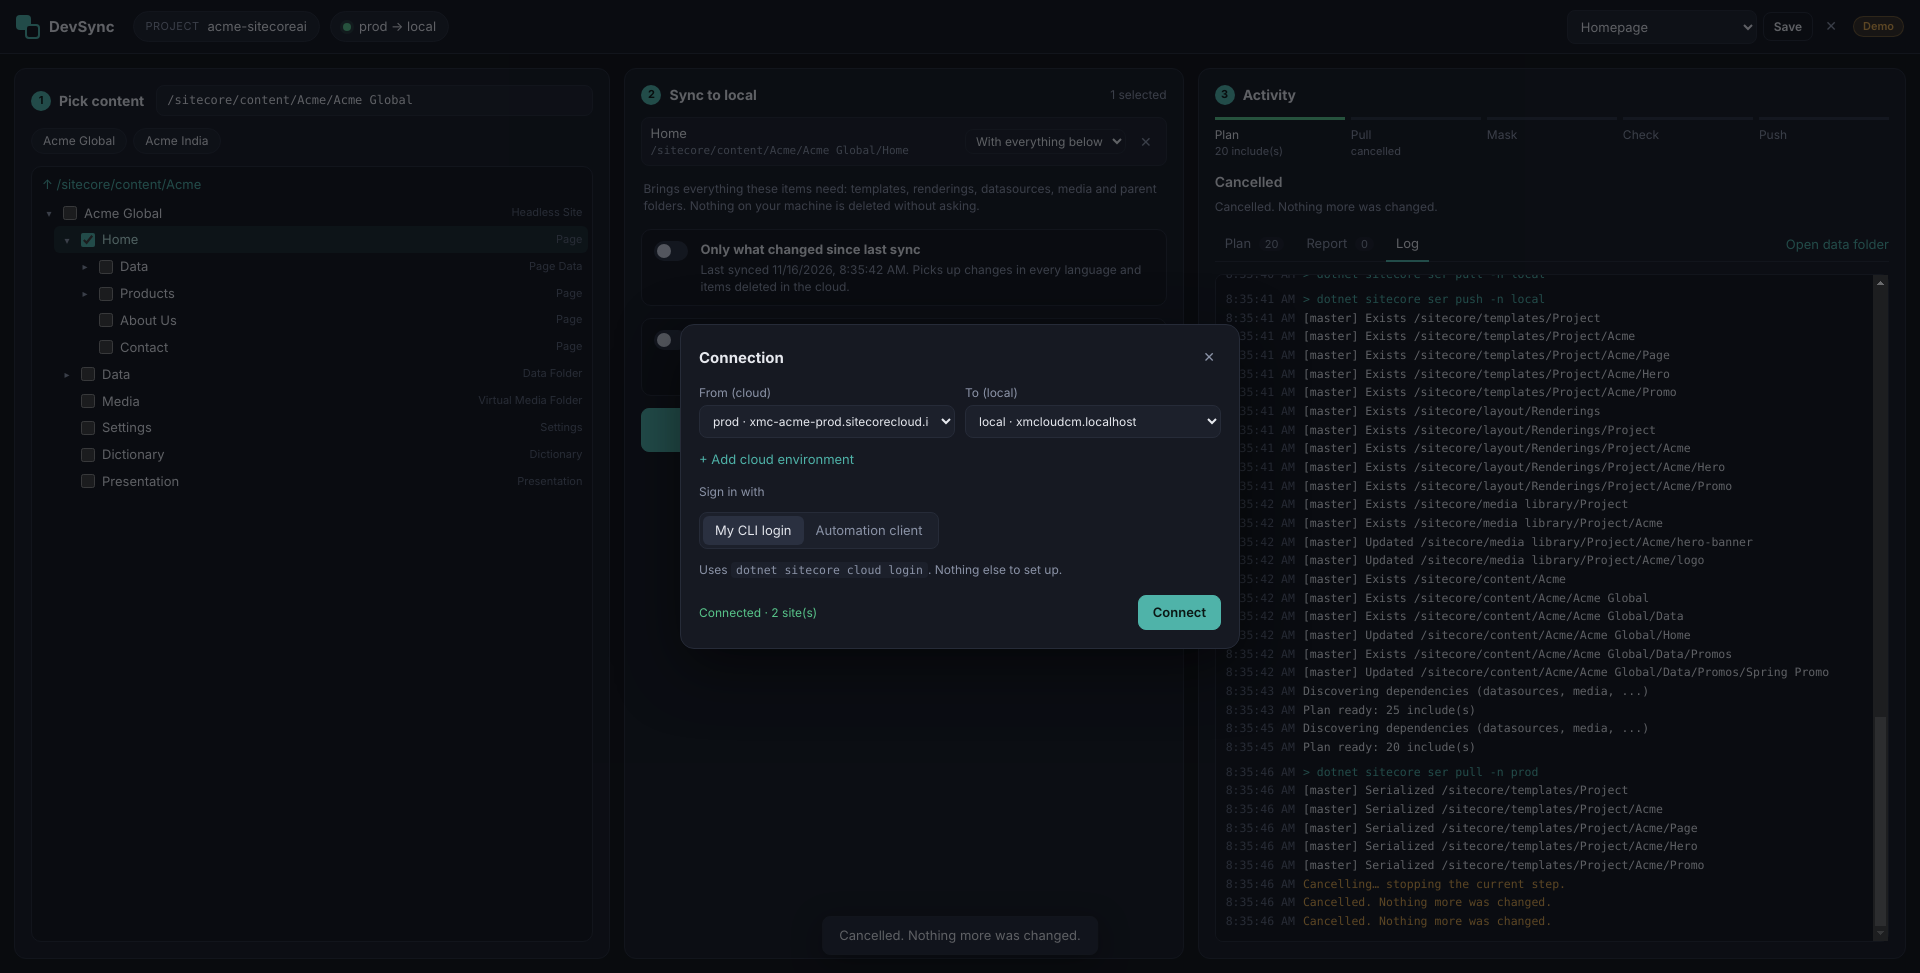 DevSync
PROJECT acme-sitecoreai
prod → local
Homepage
Save
×
Demo
1 Pick content
/sitecore/content/Acme/Acme Global
Acme Global
Acme India
↑ /sitecore/content/Acme
Acme Global Headless Site
Home Page
Data Page Data
Products Page
About Us Page
Contact Page
Data Data Folder
Media Virtual Media Folder
Settings Settings
Dictionary Dictionary
Presentation Presentation
2 Sync to local
1 selected
Home
/sitecore/content/Acme/Acme Global/Home
With everything below
×
Brings everything these items need: templates, renderings, datasources, media and parent
folders. Nothing on your machine is deleted without asking.
Only what changed since last sync
Last synced 11/16/2026, 8:35:42 AM. Picks up changes in every language and
items deleted in the cloud.
Connection
×
From (cloud)
To (local)
prod · xmc-acme-prod.sitecorecloud.i
local · xmcloudcm.localhost
+ Add cloud environment
Sign in with
My CLI login
Automation client
Uses dotnet sitecore cloud login. Nothing else to set up.
Connected · 2 site(s)
Connect
Cancelled. Nothing more was changed.
3 Activity
Plan
20 include(s)
Pull
cancelled
Mask
Check
Push
Cancelled
Cancelled. Nothing more was changed.
Plan 20
Report 0
Log
Open data folder
8:35:40 AM > dotnet sitecore ser pull -n local
8:35:41 AM > dotnet sitecore ser push -n local
:35:41 AM [master] Exists /sitecore/templates/Project
:35:41 AM [master] Exists /sitecore/templates/Project/Acme
:35:41 AM [master] Exists /sitecore/templates/Project/Acme/Page
:35:41 AM [master] Exists /sitecore/templates/Project/Acme/Hero
:35:41 AM [master] Exists /sitecore/templates/Project/Acme/Promo
:35:41 AM [master] Exists /sitecore/layout/Renderings
:35:41 AM [master] Exists /sitecore/layout/Renderings/Project
:35:41 AM [master] Exists /sitecore/layout/Renderings/Project/Acme
:35:41 AM [master] Exists /sitecore/layout/Renderings/Project/Acme/Hero
:35:41 AM [master] Exists /sitecore/layout/Renderings/Project/Acme/Promo
:35:42 AM [master] Exists /sitecore/media library/Project
:35:42 AM [master] Exists /sitecore/media library/Project/Acme
:35:42 AM [master] Updated /sitecore/media library/Project/Acme/hero-banner
:35:42 AM [master] Updated /sitecore/media library/Project/Acme/logo
:35:42 AM [master] Exists /sitecore/content/Acme
:35:42 AM [master] Exists /sitecore/content/Acme/Acme Global
:35:42 AM [master] Exists /sitecore/content/Acme/Acme Global/Data
:35:42 AM [master] Updated /sitecore/content/Acme/Acme Global/Home
8:35:42 AM [master] Exists /sitecore/content/Acme/Acme Global/Data/Promos
8:35:42 AM [master] Updated /sitecore/content/Acme/Acme Global/Data/Promos/Spring Promo
8:35:43 AM Discovering dependencies (datasources, media, ...)
8:35:43 AM Plan ready: 25 include(s)
8:35:45 AM Discovering dependencies (datasources, media, ...)
8:35:45 AM Plan ready: 20 include(s)
8:35:46 AM > dotnet sitecore ser pull -n prod
8:35:46 AM [master] Serialized /sitecore/templates/Project
8:35:46 AM [master] Serialized /sitecore/templates/Project/Acme
8:35:46 AM [master] Serialized /sitecore/templates/Project/Acme/Page
8:35:46 AM [master] Serialized /sitecore/templates/Project/Acme/Hero
8:35:46 AM [master] Serialized /sitecore/templates/Project/Acme/Promo
8:35:46 AM Cancelling… stopping the current step.
8:35:46 AM Cancelled. Nothing more was changed.
8:35:46 AM Cancelled. Nothing more was changed.